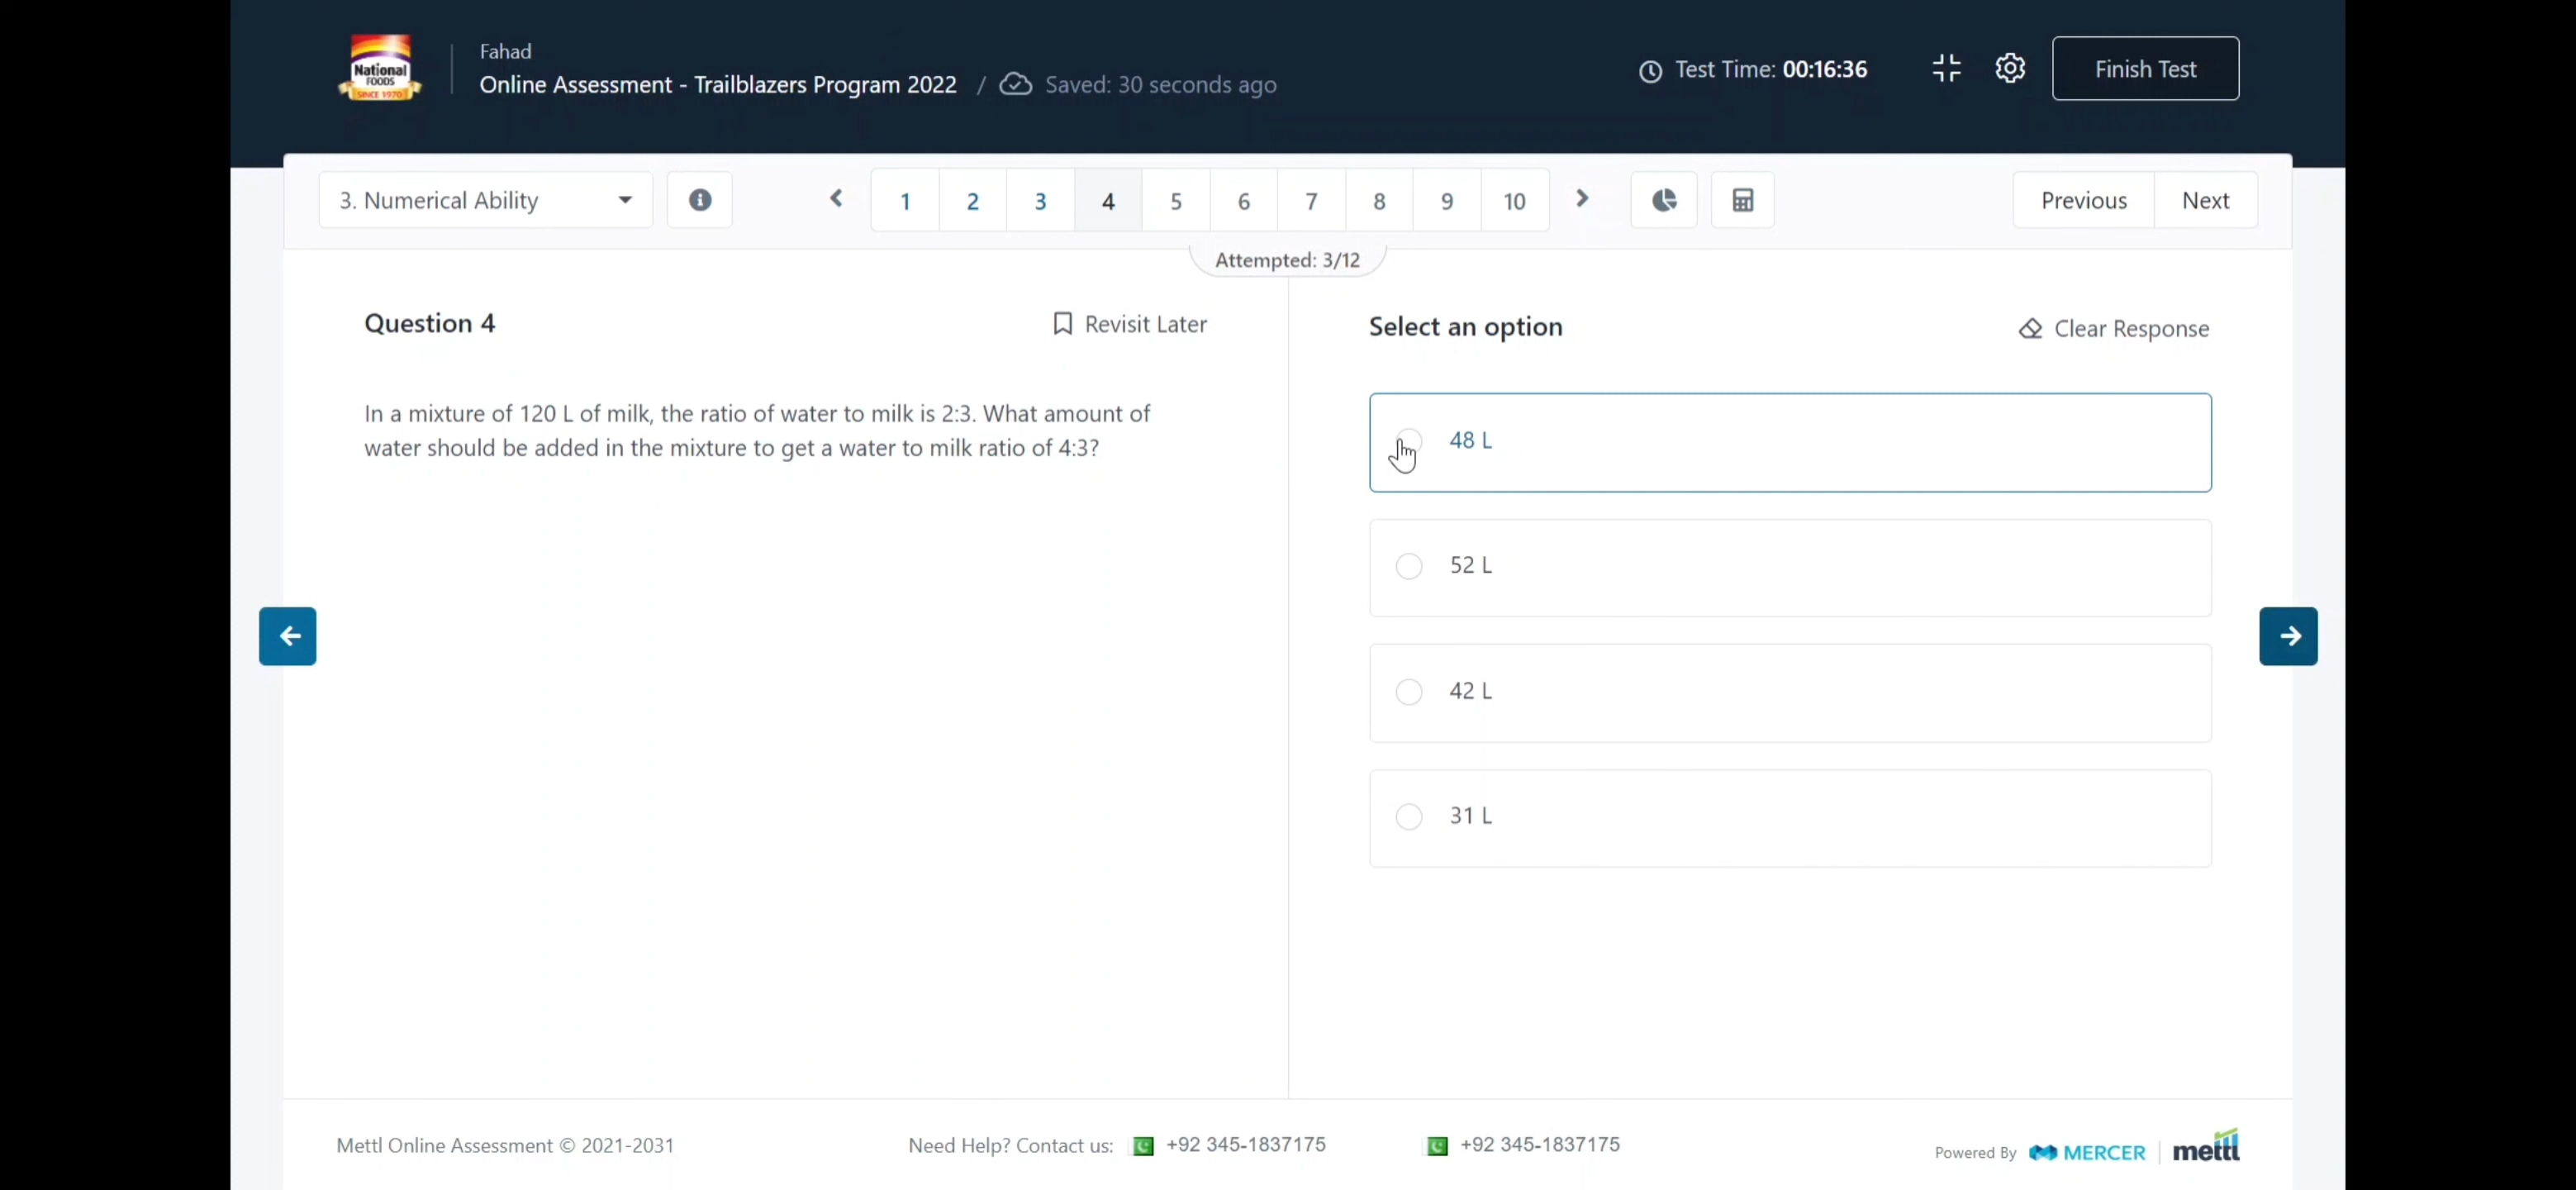 National
FOODS
SINCE 1970
Fahad
Online Assessment - Trailblazers Program 2022 / Saved: 30 seconds ago
Test Time: 00:16:36
Finish Test
3. Numerical Ability
1 2 3 4 5 6 7 8 9 10
Previous Next
Attempted: 3/12
Question 4
Revisit Later
In a mixture of 120 L of milk, the ratio of water to milk is 2:3. What amount of
water should be added in the mixture to get a water to milk ratio of 4:3?
Select an option
Clear Response
48 L
52 L
42 L
31 L
Mettl Online Assessment © 2021-2031
Need Help? Contact us: +92 345-1837175 +92 345-1837175
Powered By MERCER | mettl